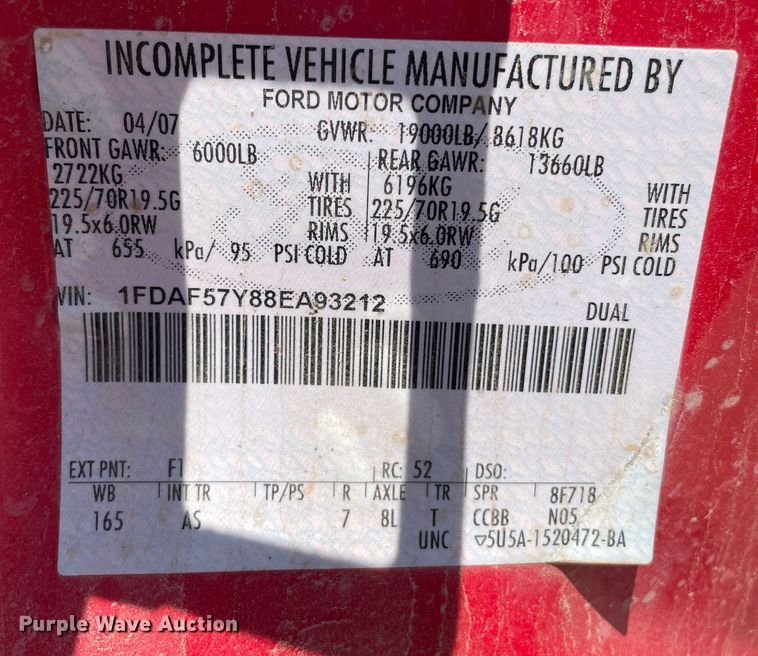 INCOMPLETE VEHICLE MANUFACTURED BY
FORD MOTOR COMPANY
DATE: 04/07 GVWR: 19000LB/ 8618KG
FRONT GAWR: 6000LB REAR GAWR: 13660LB
2722KG WITH 6196KG WITH
225/70R19.5G TIRES 225/70R19.5G TIRES
19.5x6.0RW RIMS 19.5x6.0RW RIMS
AT 655 kPa/ 95 PSI COLD AT 690 kPa/100 PSI COLD
VIN: 1FDAF57Y88EA93212 DUAL
EXT PNT: F1 RC: 52 DSO:
WB INT TR TP/PS R AXLE TR SPR 8F718
165 AS 7 8L T CCBB N05
UNC ▽5U5A-1520472-BA
Purple Wave Auction